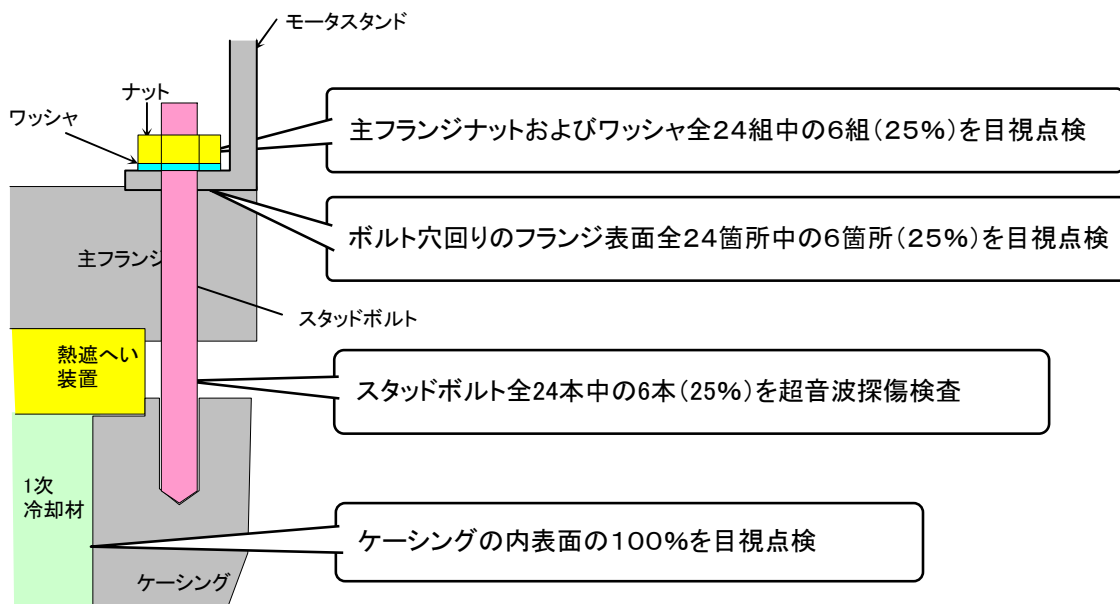 モータスタンド
ナット
ワッシャ
主フランジナットおよびワッシャ全24組中の6組(25%)を目視点検
ボルト穴回りのフランジ表面全24箇所中の6箇所(25%)を目視点検
主フランジ
スタッドボルト
熱遮へい
装置
スタッドボルト全24本中の6本(25%)を超音波探傷検査
1次
冷却材
ケーシングの内表面の100%を目視点検
ケーシング